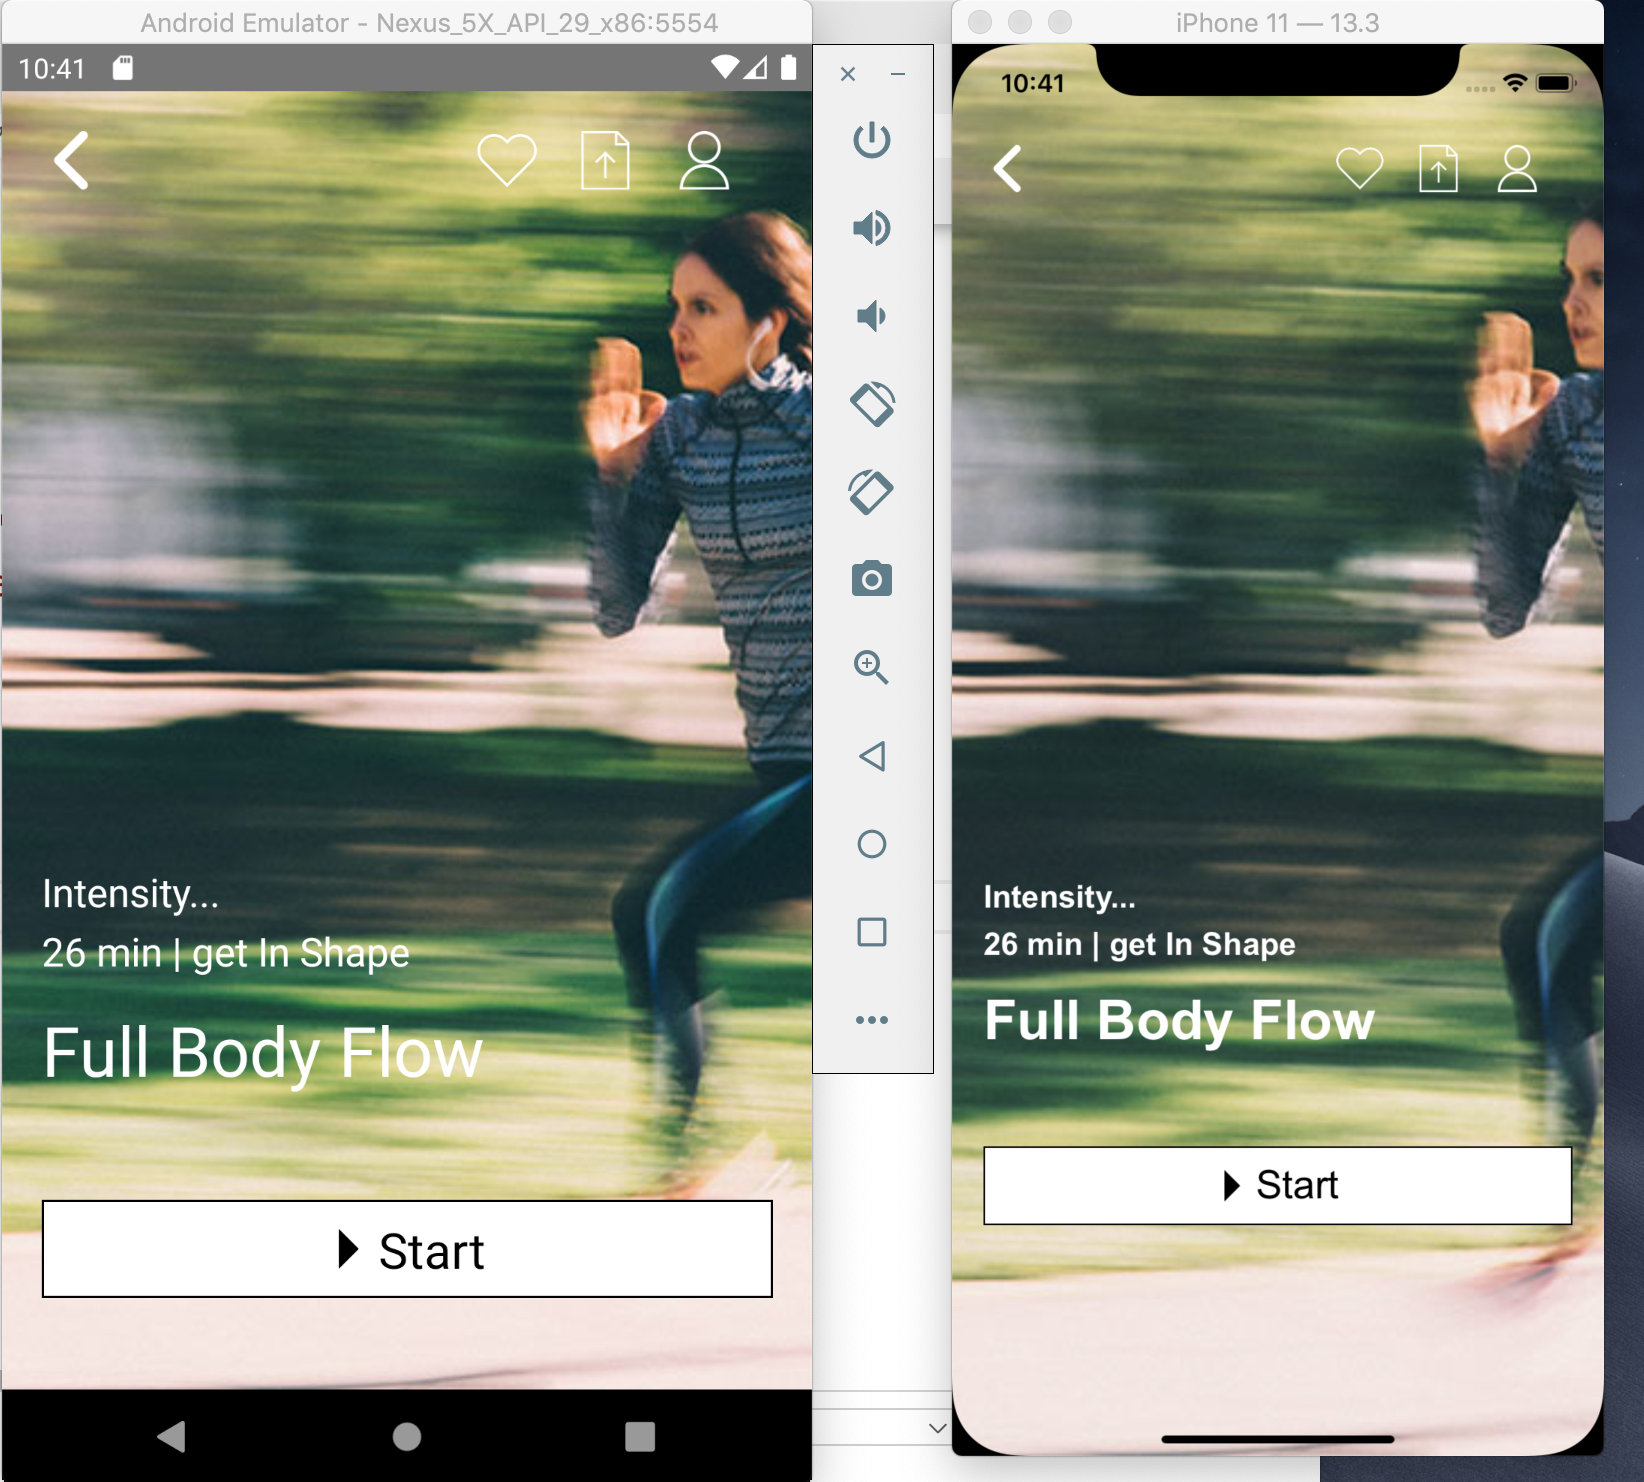 Android Emulator - Nexus_5X_API_29_x86:5554
10:41
Intensity...
26 min | get In Shape
Full Body Flow
Start
iPhone 11 — 13.3
10:41
Intensity...
26 min | get In Shape
Full Body Flow
Start